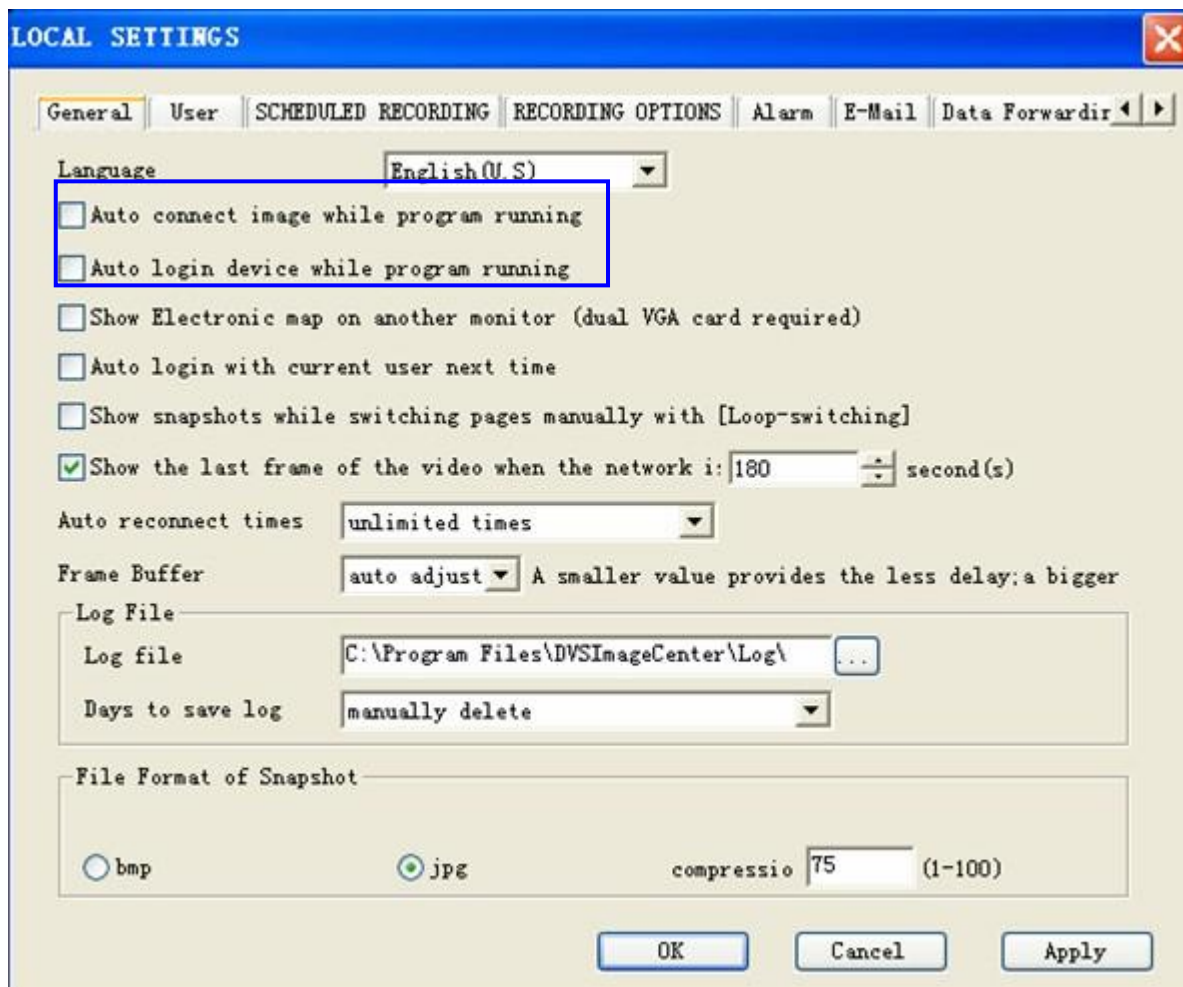 LOCAL SETTINGS
General User SCHEDULED RECORDING RECORDING OPTIONS Alarm E-Mail Data Forwardir
Language English(U.S)
Auto connect image while program running
Auto login device while program running
Show Electronic map on another monitor (dual VGA card required)
Auto login with current user next time
Show snapshots while switching pages manually with [Loop-switching]
Show the last frame of the video when the network i: 180 second(s)
Auto reconnect times unlimited times
Frame Buffer auto adjust A smaller value provides the less delay;a bigger
Log File
Log file C:\Program Files\DVSImageCenter\Log\ ...
Days to save log manually delete
File Format of Snapshot
bmp jpg compressio 75 (1-100)
OK Cancel Apply